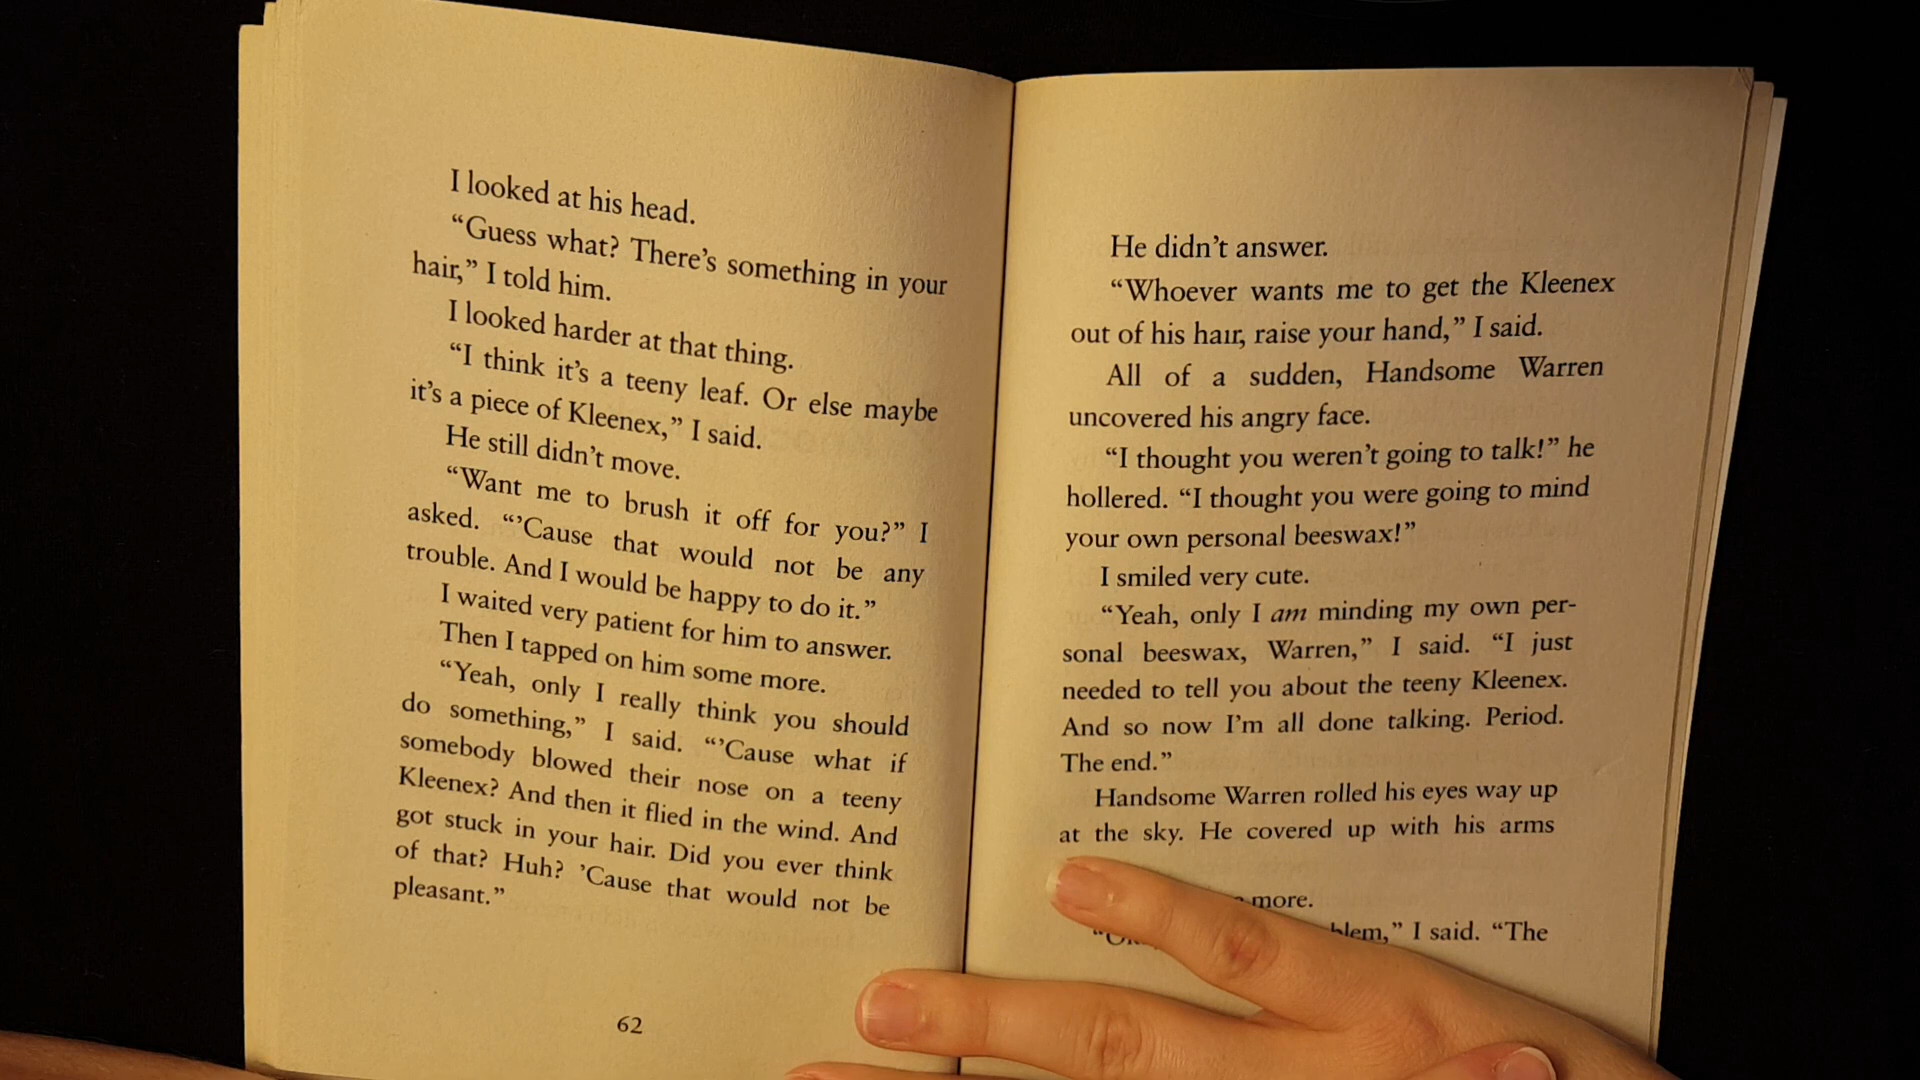 I looked at his head.
“Guess what? There’s something in your
hair,” I told him.
I looked harder at that thing.
“I think it’s a teeny leaf. Or else maybe
it’s a piece of Kleenex,” I said.
He still didn’t move.
“Want me to brush it off for you?” I
asked. “’Cause that would not be any
trouble. And I would be happy to do it.”
I waited very patient for him to answer.
Then I tapped on him some more.
“Yeah, only I really think you should
do something,” I said. “’Cause what if
somebody blowed their nose on a teeny
Kleenex? And then it flied in the wind. And
got stuck in your hair. Did you ever think
of that? Huh? ’Cause that would not be
pleasant.”
62
He didn’t answer.
“Whoever wants me to get the Kleenex
out of his hair, raise your hand,” I said.
All of a sudden, Handsome Warren
uncovered his angry face.
“I thought you weren’t going to talk!” he
hollered. “I thought you were going to mind
your own personal beeswax!”
I smiled very cute.
“Yeah, only I am minding my own per-
sonal beeswax, Warren,” I said. “I just
needed to tell you about the teeny Kleenex.
And so now I’m all done talking. Period.
The end.”
Handsome Warren rolled his eyes way up
at the sky. He covered up with his arms
more.
I said. “The